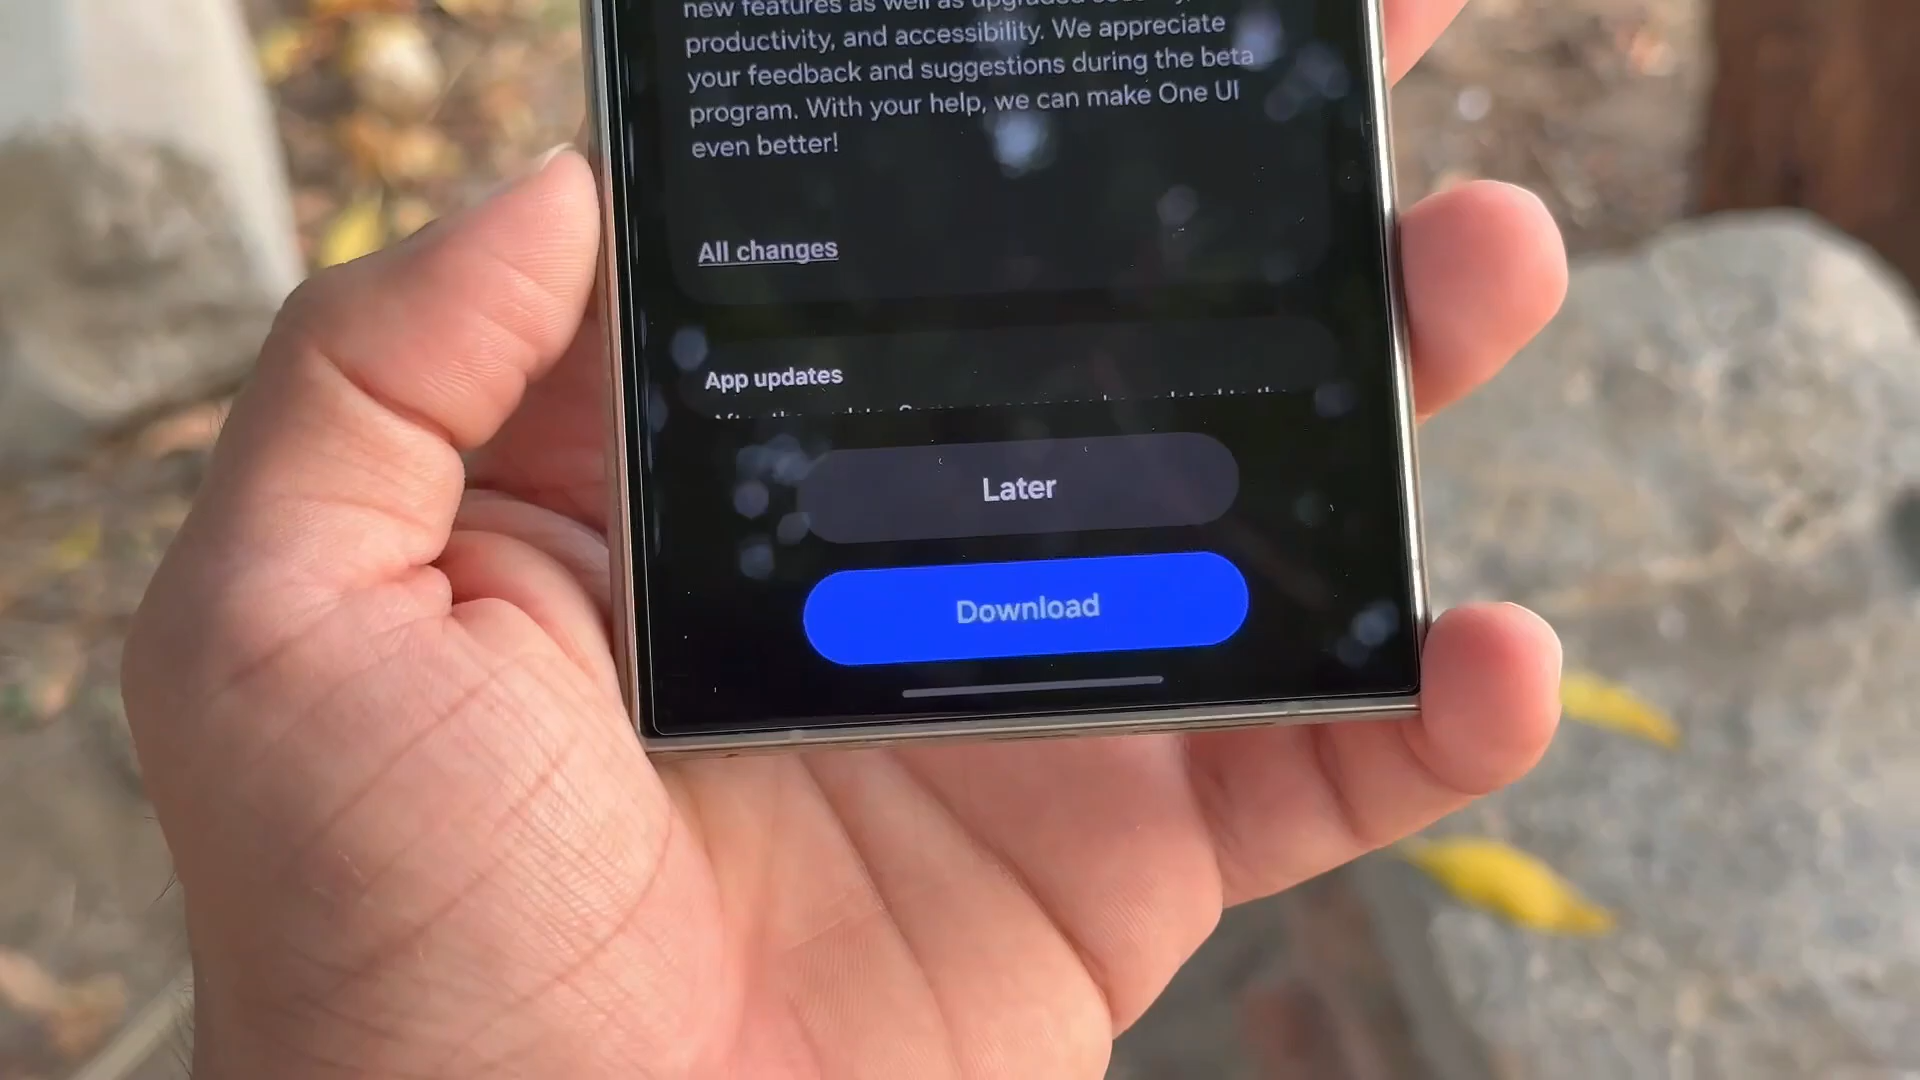 new features as well as upgraded
productivity, and accessibility. We appreciate
your feedback and suggestions during the beta
program. With your help, we can make One UI
even better!
All changes
App updates
Later
Download